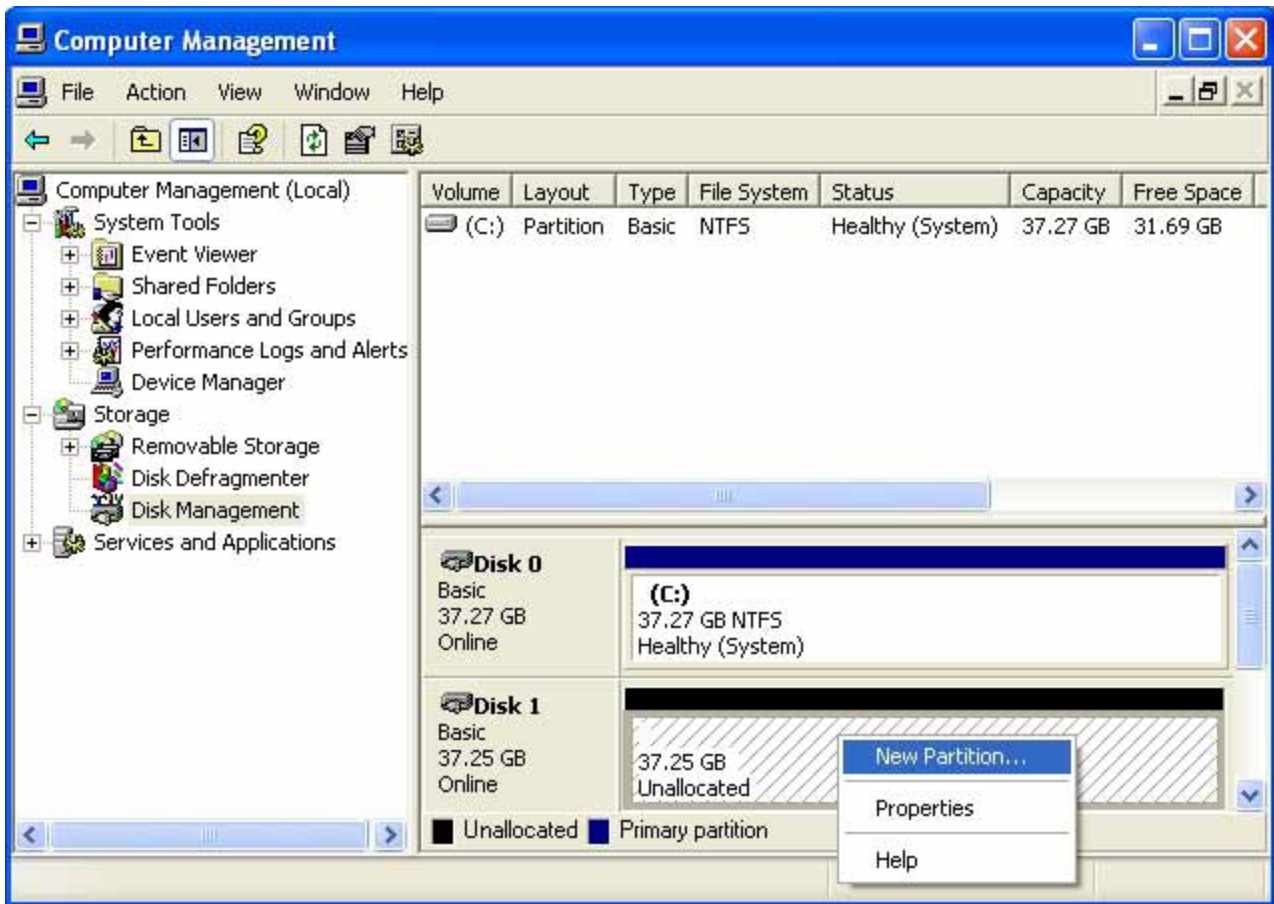 Computer Management
File Action View Window Help
Computer Management (Local)
System Tools
Event Viewer
Shared Folders
Local Users and Groups
Performance Logs and Alerts
Device Manager
Storage
Removable Storage
Disk Defragmenter
Disk Management
Services and Applications
Volume Layout Type File System Status Capacity Free Space
(C:) Partition Basic NTFS Healthy (System) 37.27 GB 31.69 GB
Disk 0
Basic
37.27 GB
Online
(C:)
37.27 GB NTFS
Healthy (System)
Disk 1
Basic
37.25 GB
Online
37.25 GB
Unallocated
New Partition...
Properties
Help
Unallocated Primary partition